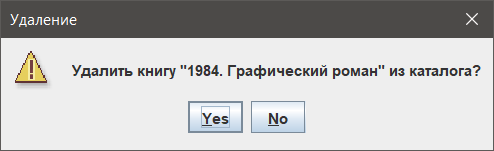 Удаление
Удалить книгу "1984. Графический роман" из каталога?
Yes No